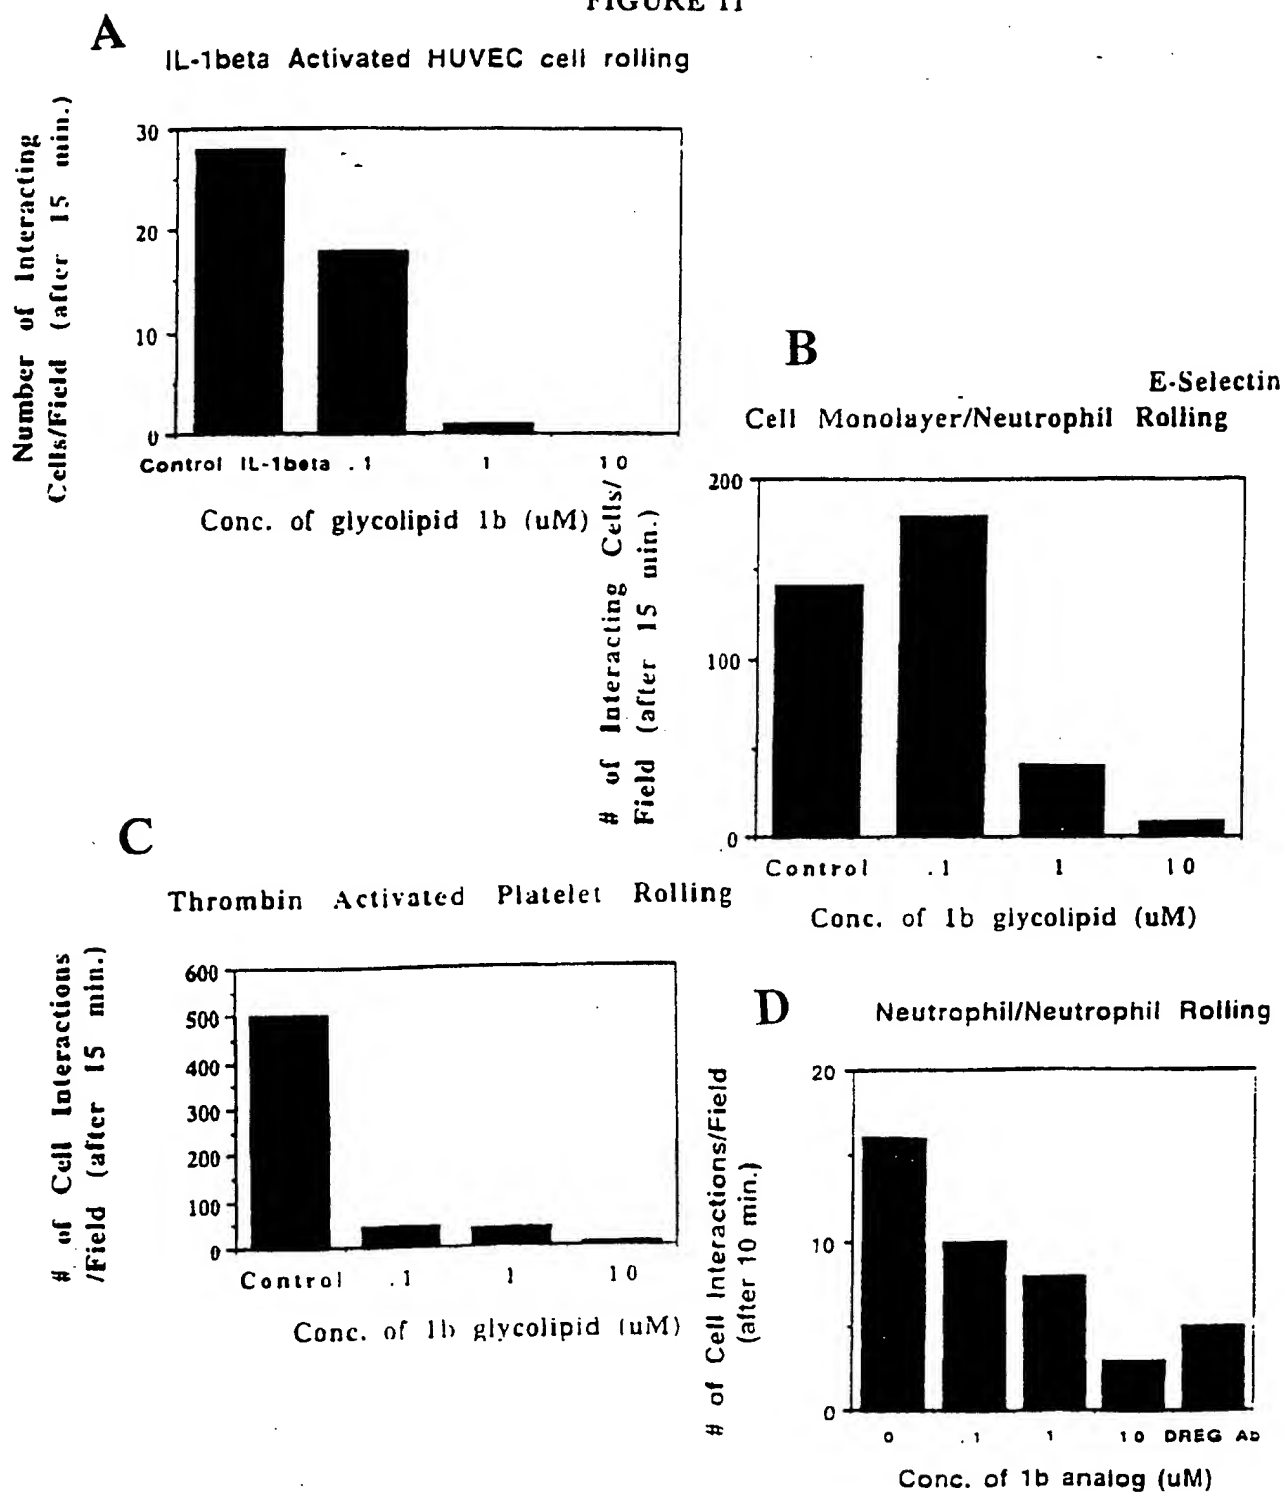 FIGURE 11
A
IL-1beta Activated HUVEC cell rolling
Number of Interacting
Cells/Field (after 15 min.)
30
20
10
0
Control IL-1beta .1 1 10
Conc. of glycolipid 1b (uM)
B
E-Selectin
Cell Monolayer/Neutrophil Rolling
# of Interacting Cells/
Field (after 15 min.)
200
100
0
Control .1 1 10
Conc. of 1b glycolipid (uM)
C
Thrombin Activated Platelet Rolling
# of Cell Interactions
/Field (after 15 min.)
600
500
400
300
200
100
0
Control .1 1 10
Conc. of 1b glycolipid (uM)
D
Neutrophil/Neutrophil Rolling
# of Cell Interactions/Field
(after 10 min.)
20
10
0
0 .1 1 10 DREG Ab
Conc. of 1b analog (uM)